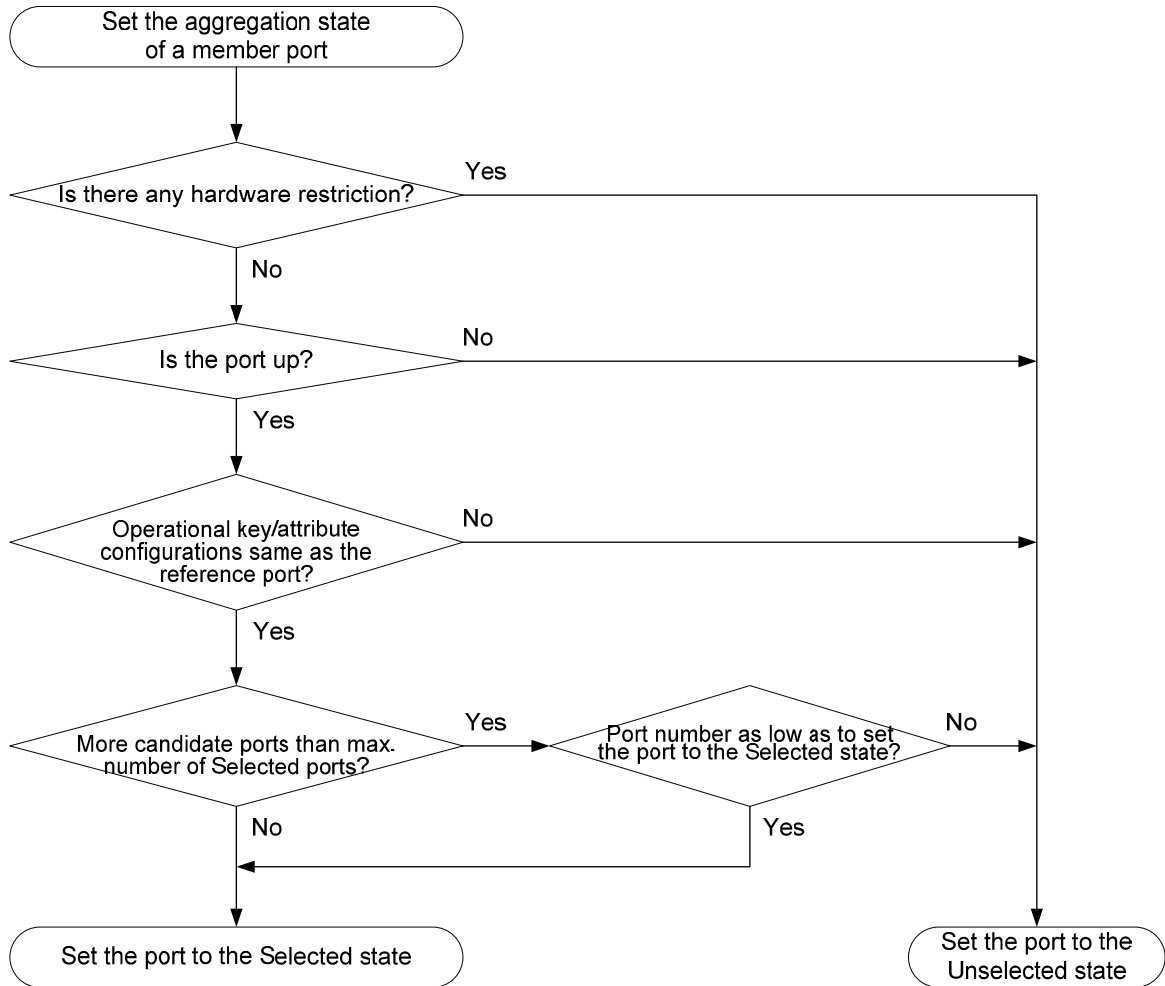 Set the aggregation state
of a member port
Is there any hardware restriction?
Yes
No
Is the port up?
No
Yes
Operational key/attribute
configurations same as the
reference port?
No
Yes
More candidate ports than max.
number of Selected ports?
Yes
Port number as low as to set
the port to the Selected state?
No
No
Yes
Set the port to the Selected state
Set the port to the
Unselected state